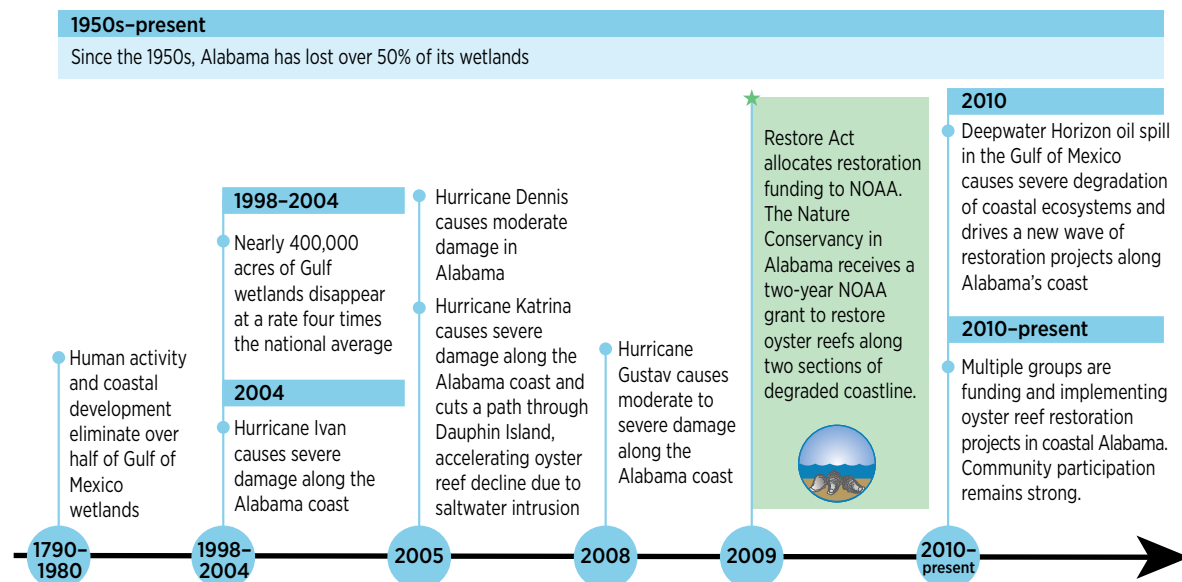 1950s–present
Since the 1950s, Alabama has lost over 50% of its wetlands
Human activity
and coastal
development
eliminate over
half of Gulf of
Mexico
wetlands
1998–2004
Nearly 400,000
acres of Gulf
wetlands disappear
at a rate four times
the national average
2004
Hurricane Ivan
causes severe
damage along the
Alabama coast
Hurricane Dennis
causes moderate
damage in
Alabama
Hurricane Katrina
causes severe
damage along the
Alabama coast and
cuts a path through
Dauphin Island,
accelerating oyster
reef decline due to
saltwater intrusion
Hurricane
Gustav causes
moderate to
severe damage
along the
Alabama coast
Restore Act
allocates restoration
funding to NOAA.
The Nature
Conservancy in
Alabama receives a
two-year NOAA
grant to restore
oyster reefs along
two sections of
degraded coastline.
2010
Deepwater Horizon oil spill
in the Gulf of Mexico
causes severe degradation
of coastal ecosystems and
drives a new wave of
restoration projects along
Alabama’s coast
2010–present
Multiple groups are
funding and implementing
oyster reef restoration
projects in coastal Alabama.
Community participation
remains strong.
1790–
1980
1998–
2004
2005
2008
2009
2010–
present